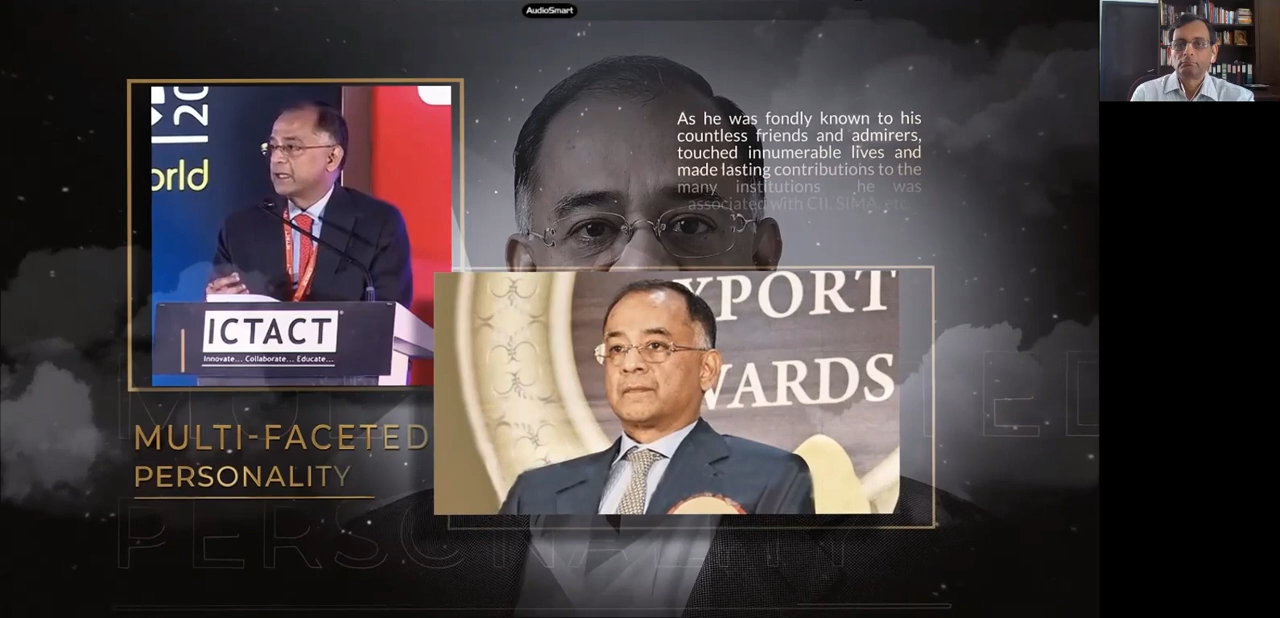 AudioSmart
20
orld
As he was fondly known to his
countless friends and admirers,
touched innumerable lives and
made lasting contributions to the
many institutions he was
associated with CII, SIMA, etc.
ICTACT
Innovate... Collaborate... Educate...
XPORT
WARDS
MULTI-FACETED
PERSONALITY
PERSONALITY